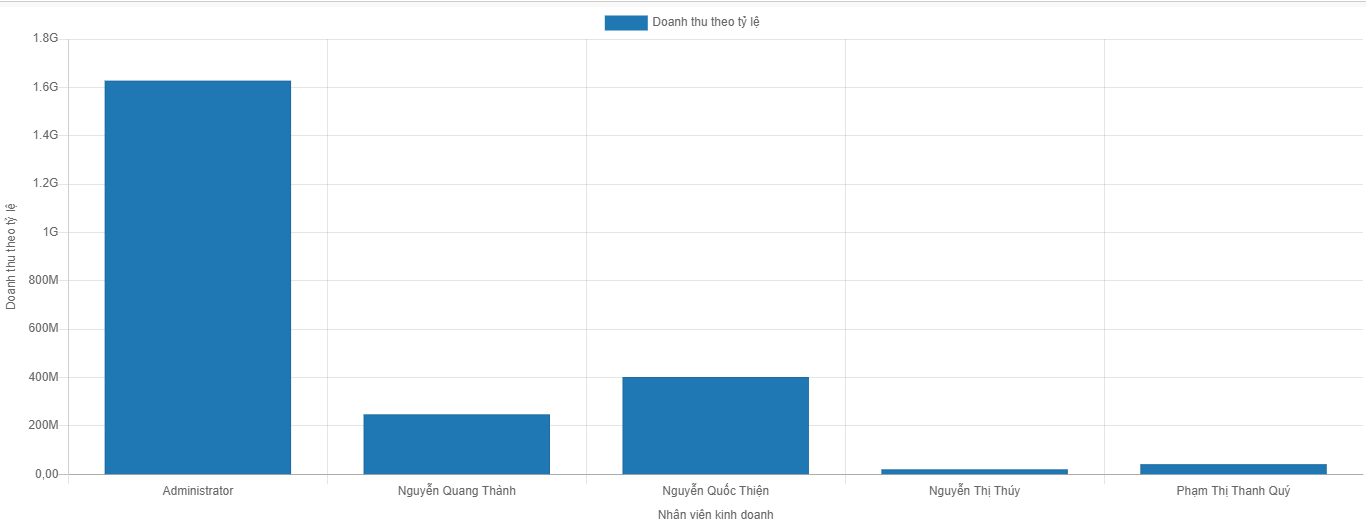 Doanh thu theo tỷ lệ
1.8G
1.6G
1.4G
1.2G
1G
800M
600M
400M
200M
0,00
Doanh thu theo tỷ lệ
Administrator
Nguyễn Quang Thành
Nguyễn Quốc Thiện
Nguyễn Thị Thúy
Phạm Thị Thanh Quý
Nhân viên kinh doanh